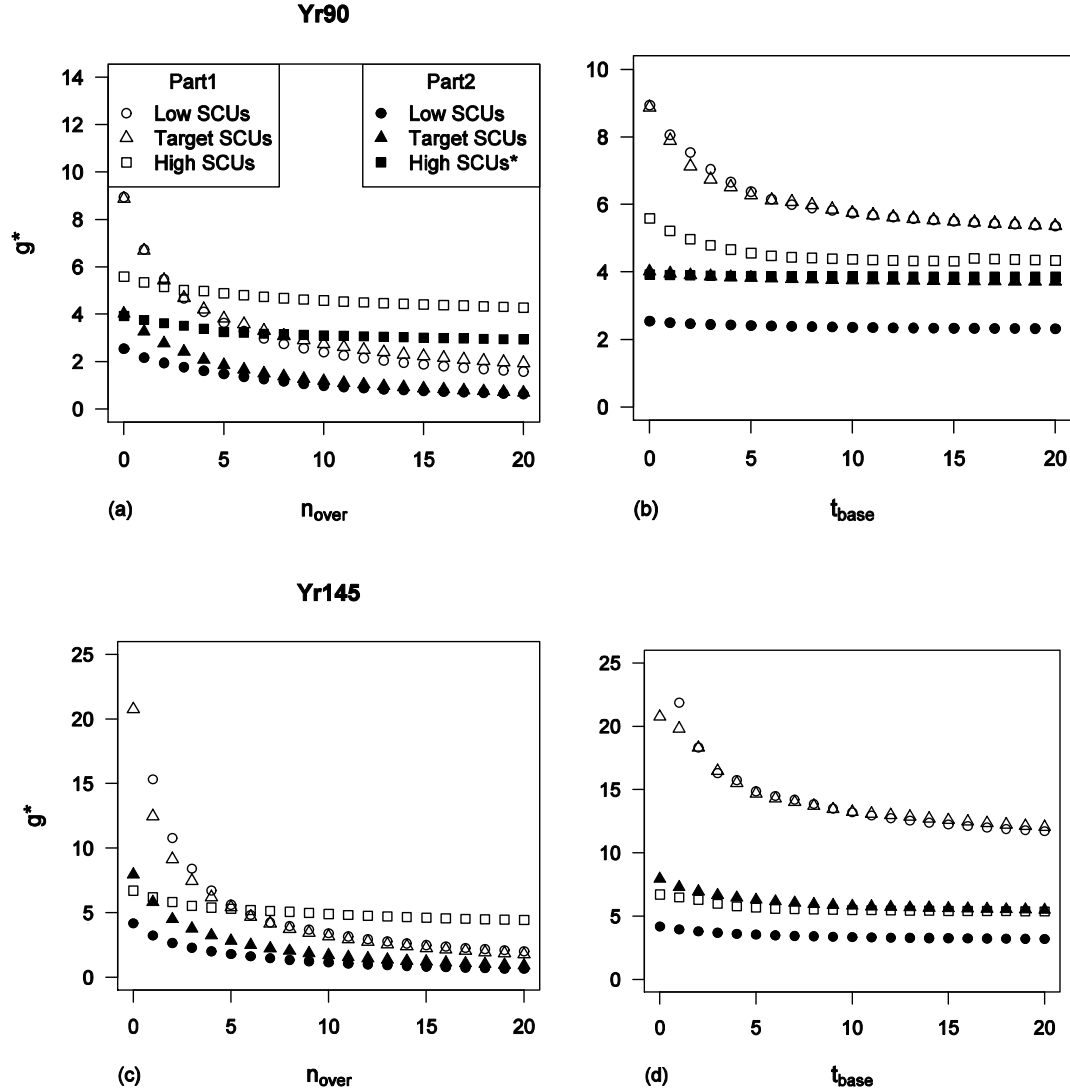 Yr90
Part1
Low SCUs
Target SCUs
High SCUs
Part2
Low SCUs
Target SCUs
High SCUs*
14
12
10
8
6
4
2
0
g*
0 5 10 15 20
(a) n_over
10
8
6
4
2
0
0 5 10 15 20
(b) t_base
Yr145
25
20
15
10
5
0
g*
0 5 10 15 20
(c) n_over
25
20
15
10
5
0
0 5 10 15 20
(d) t_base